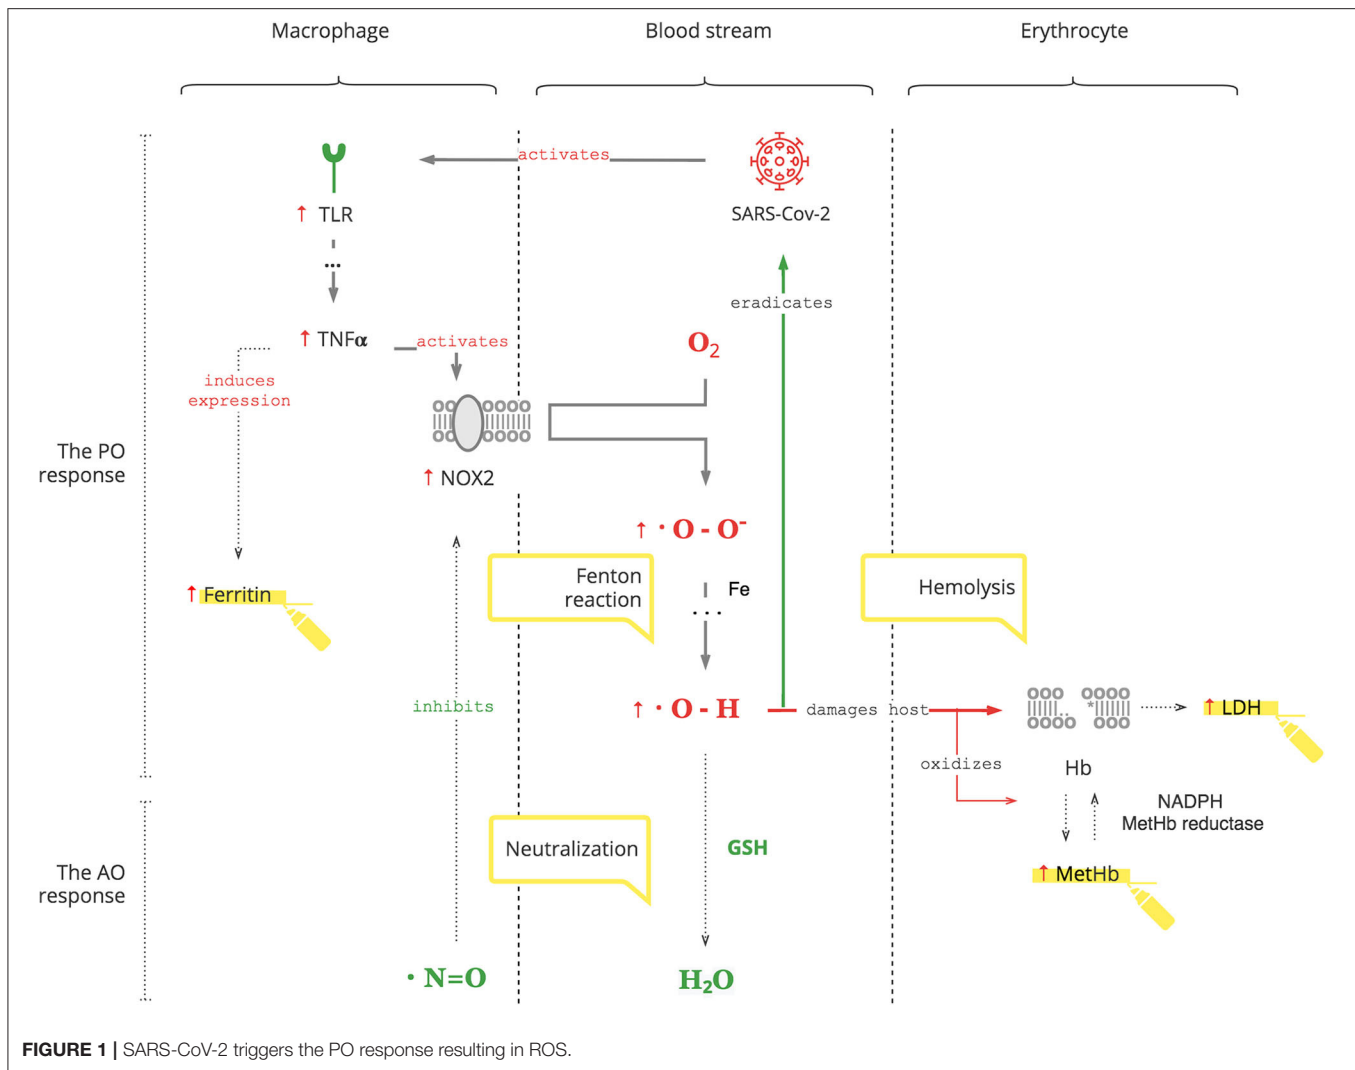 Macrophage
Blood stream
Erythrocyte
activates
↑ TLR
SARS-Cov-2
...
eradicates
↑ TNFα
activates
O₂
induces
expression
The PO
response
↑ NOX2
↑ · O - O⁻
Fenton
reaction
Fe
...
Hemolysis
↑ Ferritin
inhibits
↑ · O - H
damages host
↑ LDH
oxidizes
Hb
NADPH
MetHb reductase
Neutralization
GSH
The AO
response
↑ MetHb
· N=O
H₂O
FIGURE 1 | SARS-CoV-2 triggers the PO response resulting in ROS.